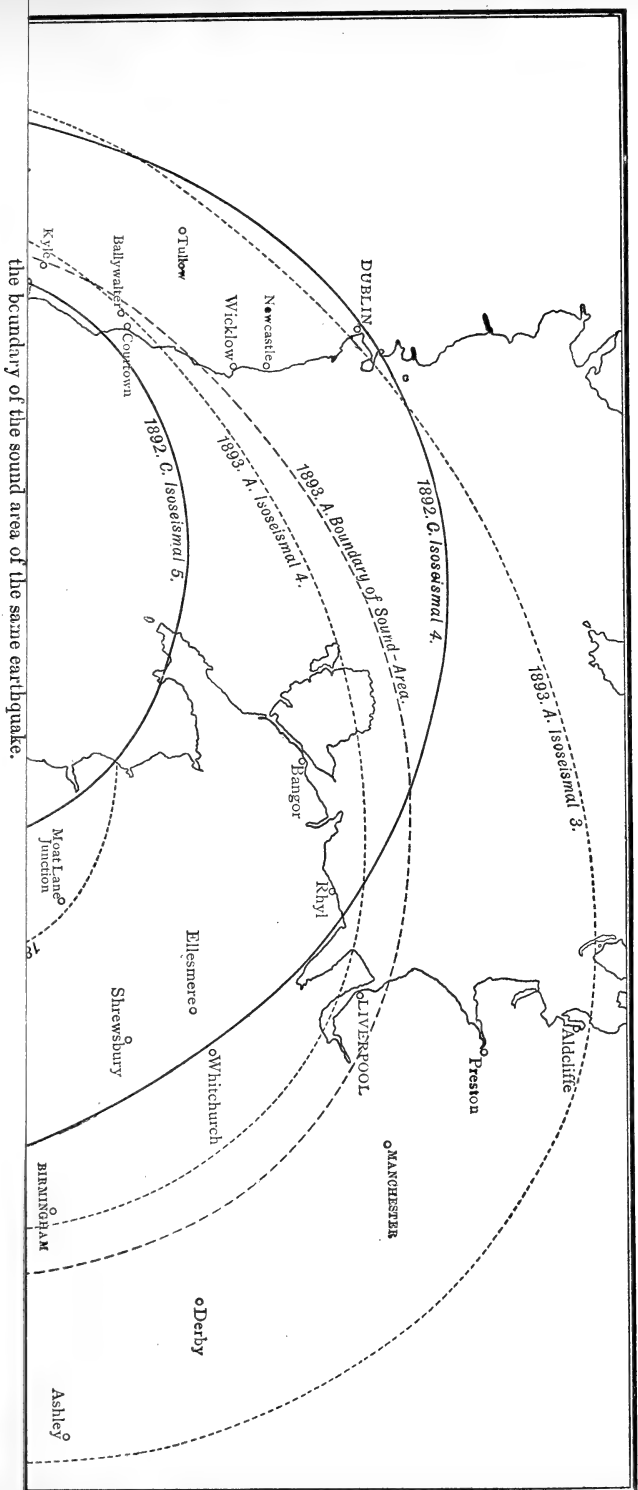 DUBLIN
Newcastle
Wicklow
Tullow
Ballywalter
Courtown
Kyle
1893. A. Isoseismal 3.
1892. C. Isoseismal 4.
1893. A. Boundary of Sound-Area.
1893. A. Isoseismal 4.
1892. C. Isoseismal 5.
Bangor
Rhyl
Aldcliffe
Preston
LIVERPOOL
MANCHESTER
Ellesmere
Whitchurch
Shrewsbury
Moat Lane
Junction
18
BIRMINGHAM
Derby
Ashley
the boundary of the sound area of the same earthquake.